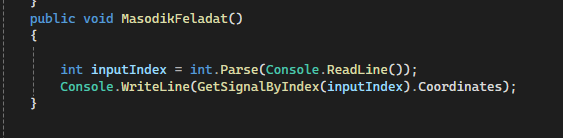 }
public void MasodikFeladat()
{
int inputIndex = int.Parse(Console.ReadLine());
Console.WriteLine(GetSignalByIndex(inputIndex).Coordinates);
}